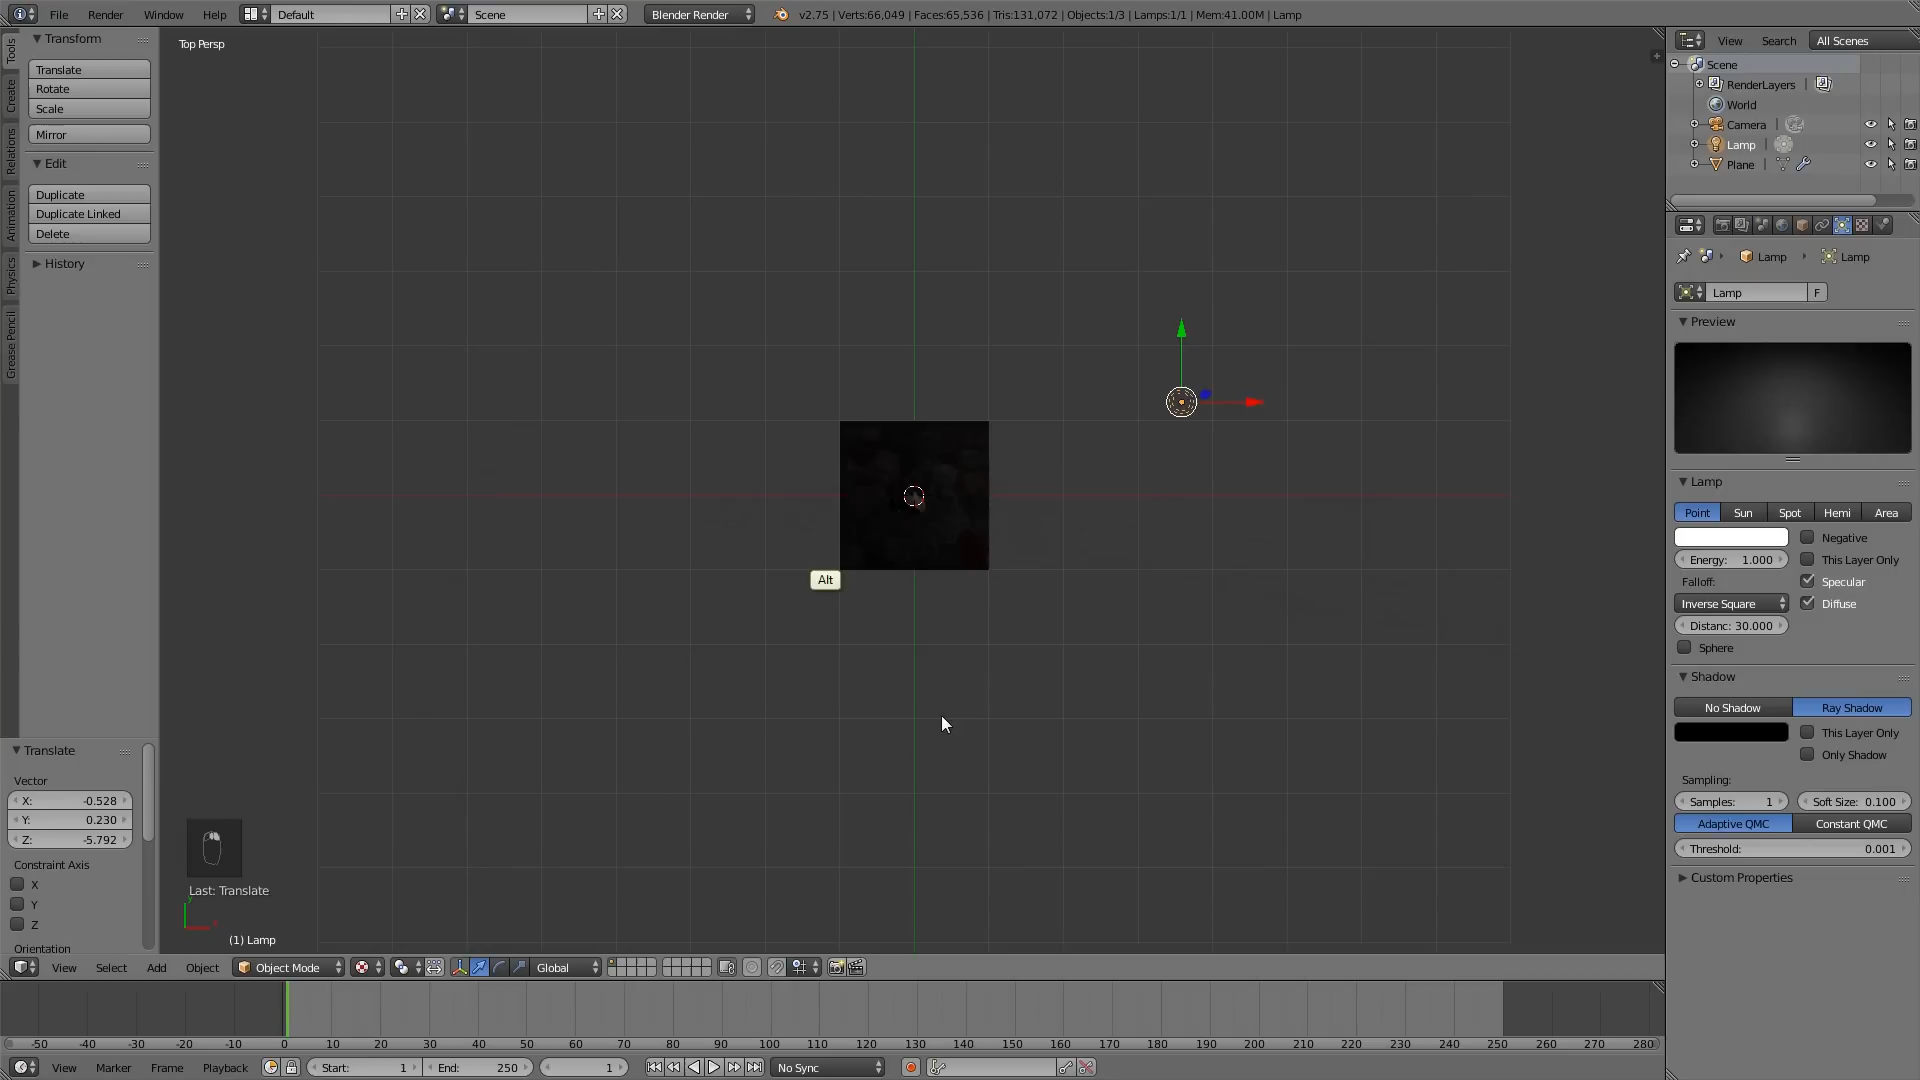 File Render Window Help Default Scene Blender Render v2.75 | Verts:66,049 | Faces:65,536 | Tris:131,072 | Objects:1/3 | Lamps:1/1 | Mem:41.00M | Lamp
Tools
Create
Relations
Animation
Physics
Grease Pencil
Transform
Translate
Rotate
Scale
Mirror
Edit
Duplicate
Duplicate Linked
Delete
History
Translate
Vector
X: -0.528
Y: 0.230
Z: -5.792
Constraint Axis
X
Y
Z
Orientation
Top Persp
Alt
Last: Translate
(1) Lamp
View Search All Scenes
Scene
RenderLayers
World
Camera
Lamp
Plane
Lamp Lamp
Lamp F
Preview
Lamp
Point Sun Spot Hemi Area
Negative
Energy: 1.000 This Layer Only
Falloff: Specular
Inverse Square Diffuse
Distanc: 30.000
Sphere
Shadow
No Shadow Ray Shadow
This Layer Only
Only Shadow
Sampling:
Samples: 1 Soft Size: 0.100
Adaptive QMC Constant QMC
Threshold: 0.001
Custom Properties
View Select Add Object Object Mode Global
-50 -40 -30 -20 -10 0 10 20 30 40 50 60 70 80 90 100 110 120 130 140 150 160 170 180 190 200 210 220 230 240 250 260 270 280
View Marker Frame Playback Start: 1 End: 250 1 No Sync